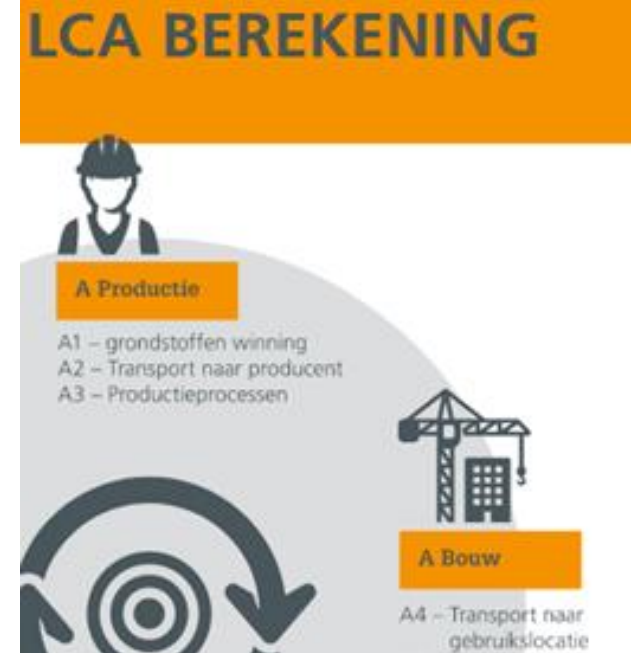 LCA BEREKENING
A Productie
A1 – grondstoffen winning
A2 – Transport naar producent
A3 – Productieprocessen
A Bouw
A4 – Transport naar
gebruikslocatie